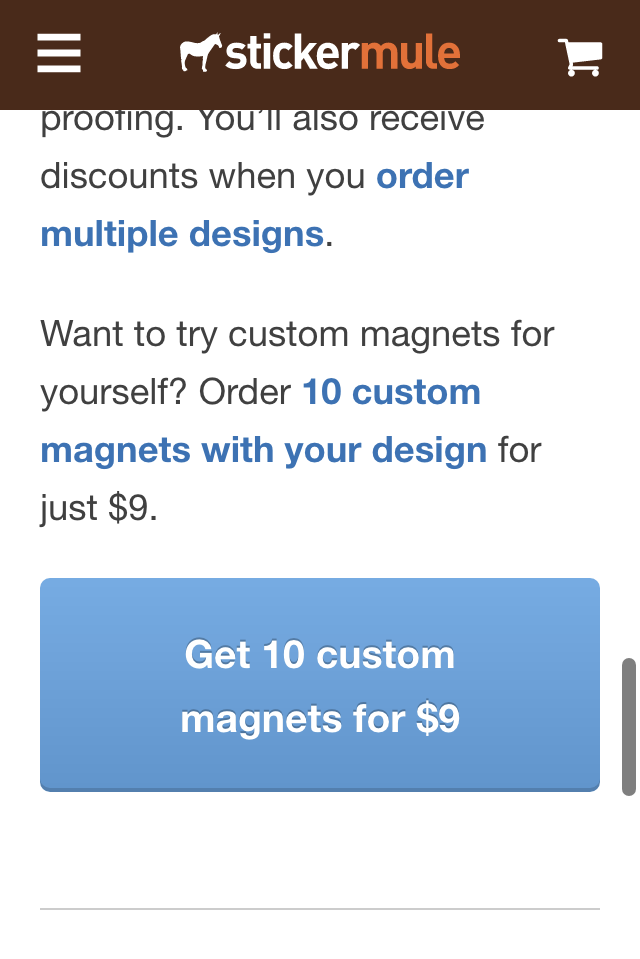 stickermule
proofing. You'll also receive
discounts when you order
multiple designs.
Want to try custom magnets for
yourself? Order 10 custom
magnets with your design for
just $9.
Get 10 custom
magnets for $9